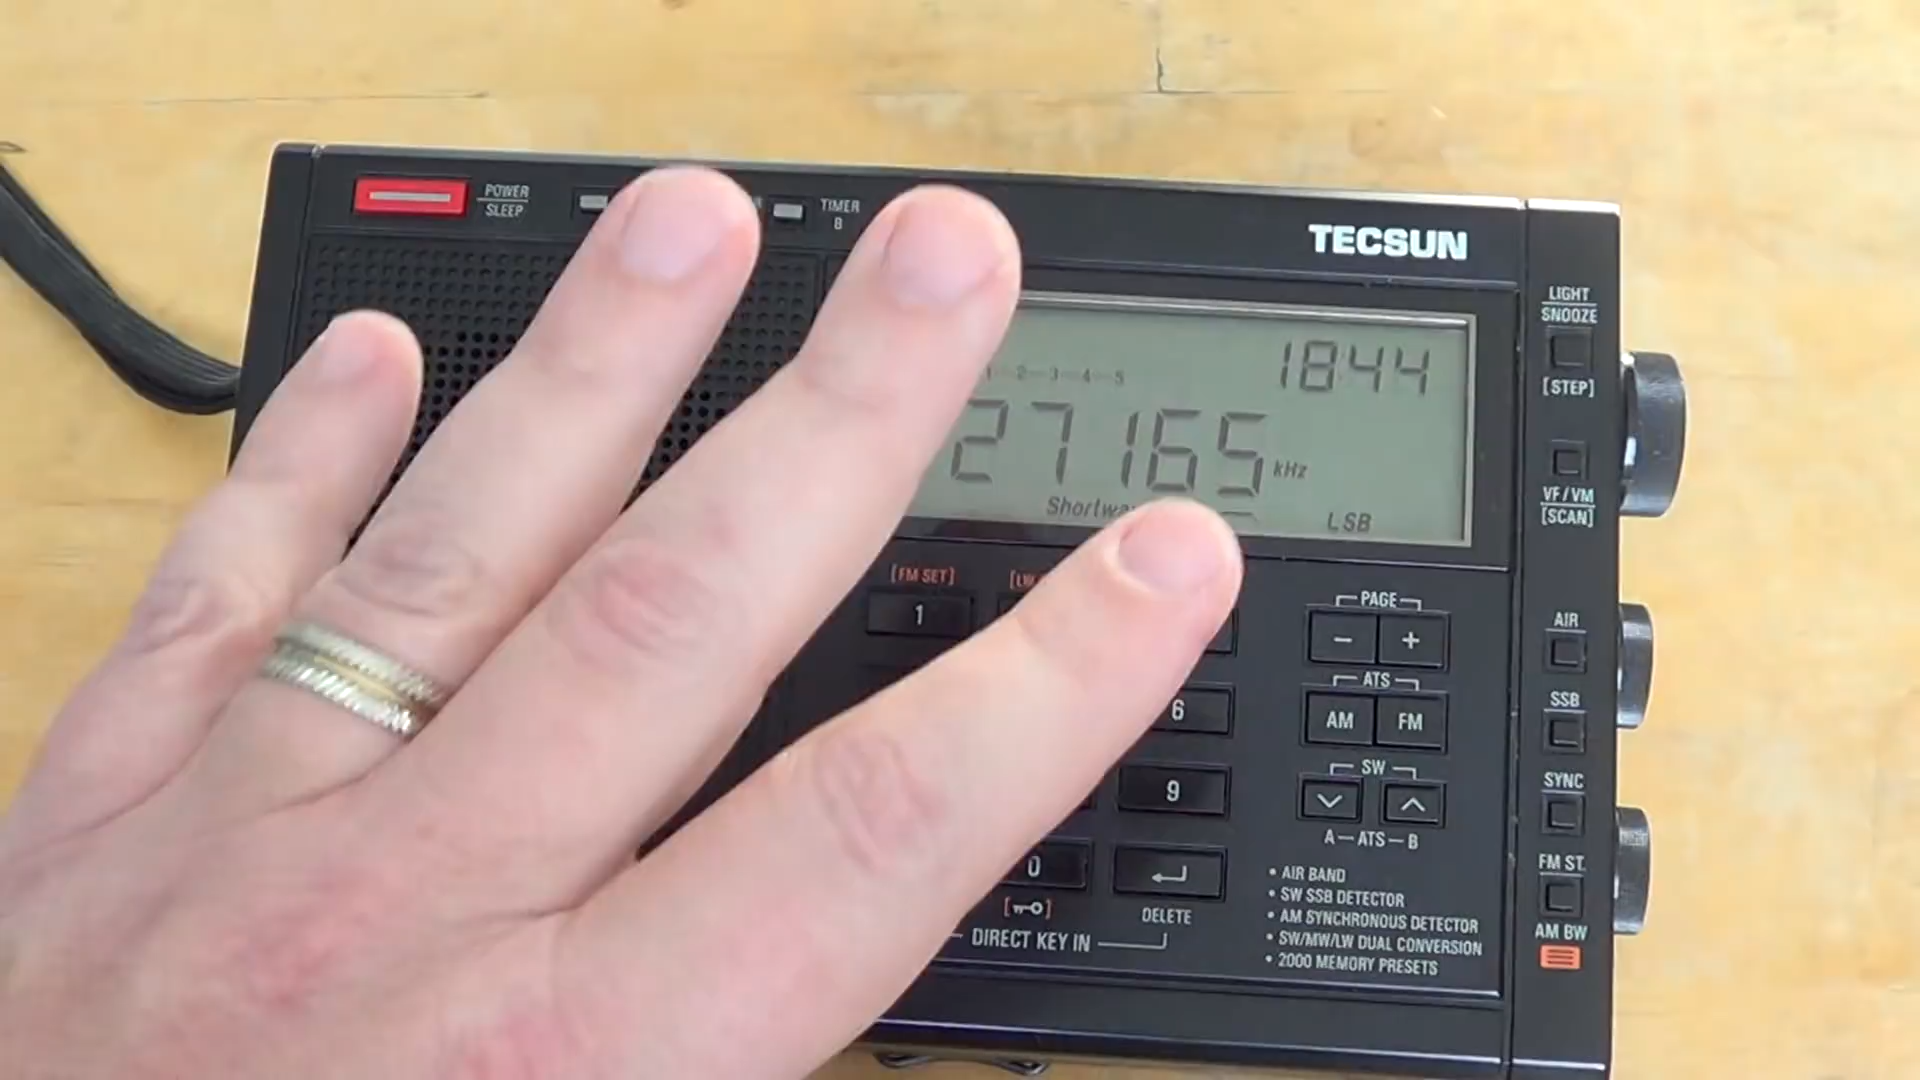 POWER
SLEEP
TIMER
B
TECSUN
LIGHT
SNOOZE
[STEP]
1-2-3-4-5
1844
27165 kHz
LSB
VF / VM
[SCAN]
[FM SET]
1
PAGE
- +
AIR
ATS
AM FM
6
SSB
SW
9
A — ATS — B
SYNC
0
DELETE
DIRECT KEY IN
• AIR BAND
• SW SSB DETECTOR
• AM SYNCHRONOUS DETECTOR
• SW/MW/LW DUAL CONVERSION
• 2000 MEMORY PRESETS
FM ST.
AM BW